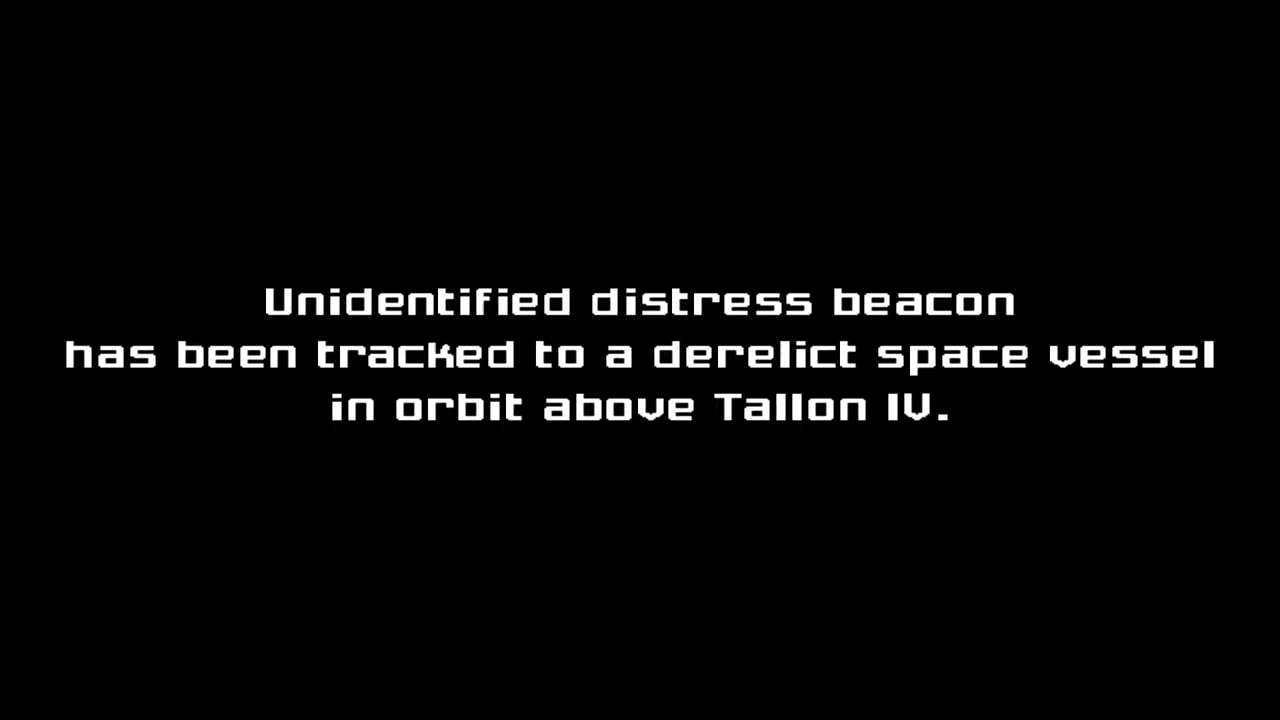 Unidentified distress beacon
has been tracked to a derelict space vessel
in orbit above Tallon IV.